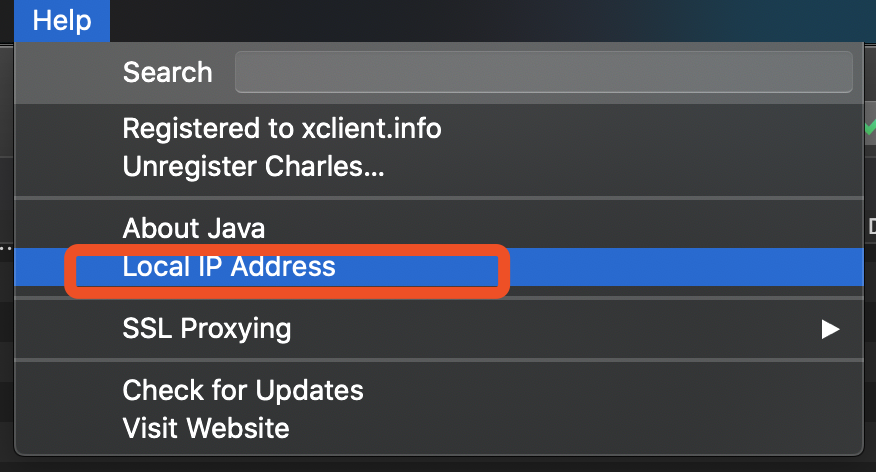 Help
Search
Registered to xclient.info
Unregister Charles...
About Java
Local IP Address
SSL Proxying
Check for Updates
Visit Website